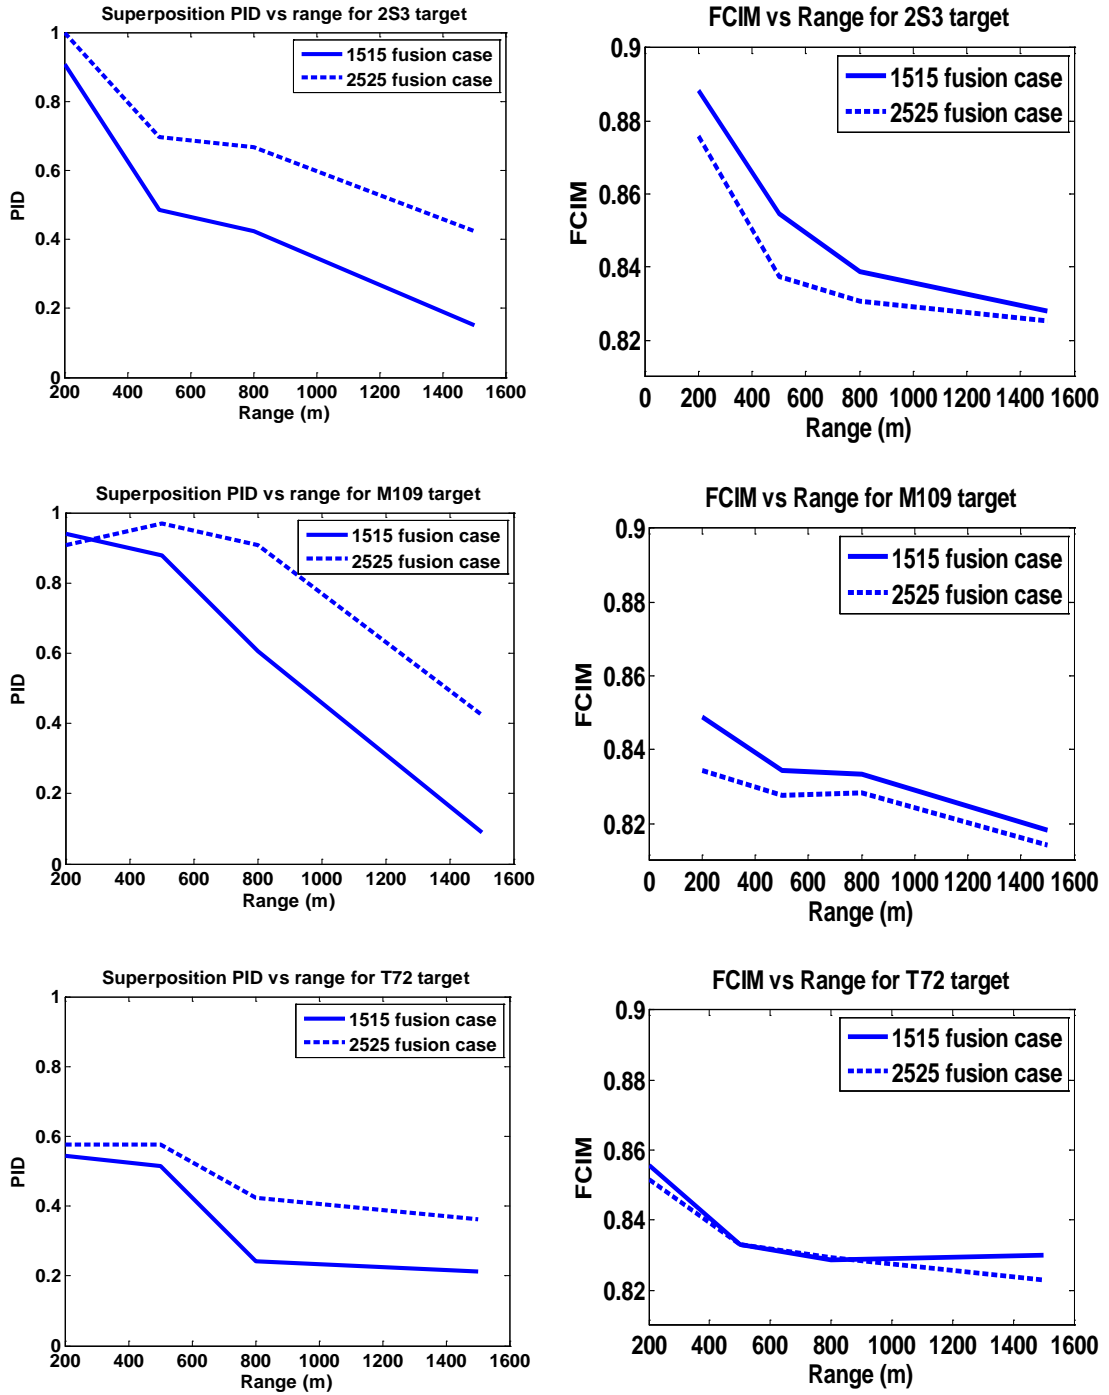 Superposition PID vs range for 2S3 target
1
0.8
0.6
0.4
0.2
0
PID
1515 fusion case
2525 fusion case
200 400 600 800 1000 1200 1400 1600
Range (m)
FCIM vs Range for 2S3 target
0.9
0.88
0.86
0.84
0.82
FCIM
1515 fusion case
2525 fusion case
0 200 400 600 800 1000 1200 1400 1600
Range (m)
Superposition PID vs range for M109 target
1
0.8
0.6
0.4
0.2
0
PID
1515 fusion case
2525 fusion case
200 400 600 800 1000 1200 1400 1600
Range (m)
FCIM vs Range for M109 target
0.9
0.88
0.86
0.84
0.82
FCIM
1515 fusion case
2525 fusion case
0 200 400 600 800 1000 1200 1400 1600
Range (m)
Superposition PID vs range for T72 target
1
0.8
0.6
0.4
0.2
0
PID
1515 fusion case
2525 fusion case
200 400 600 800 1000 1200 1400 1600
Range (m)
FCIM vs Range for T72 target
0.9
0.88
0.86
0.84
0.82
FCIM
1515 fusion case
2525 fusion case
200 400 600 800 1000 1200 1400 1600
Range (m)